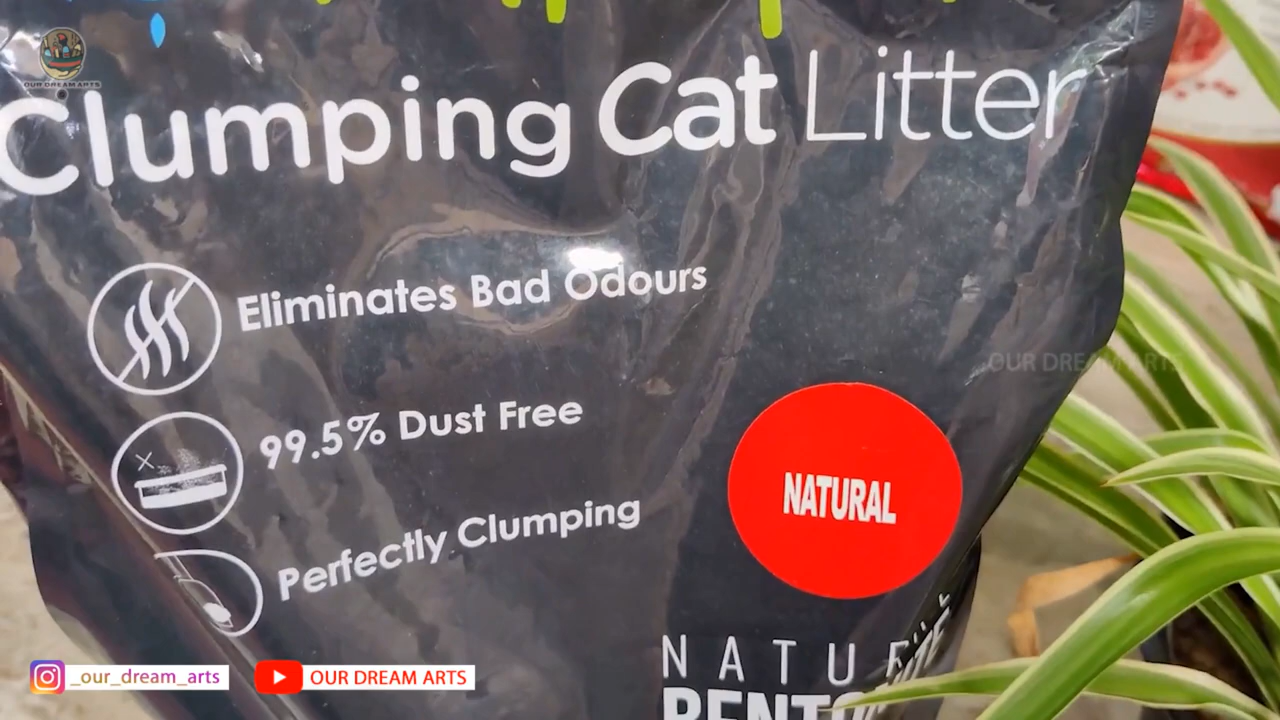 OUR DREAM ARTS
Clumping Cat Litter
Eliminates Bad Odours
99.5% Dust Free
OUR DREAM ARTS
Perfectly Clumping
NATURAL
_our_dream_arts
OUR DREAM ARTS